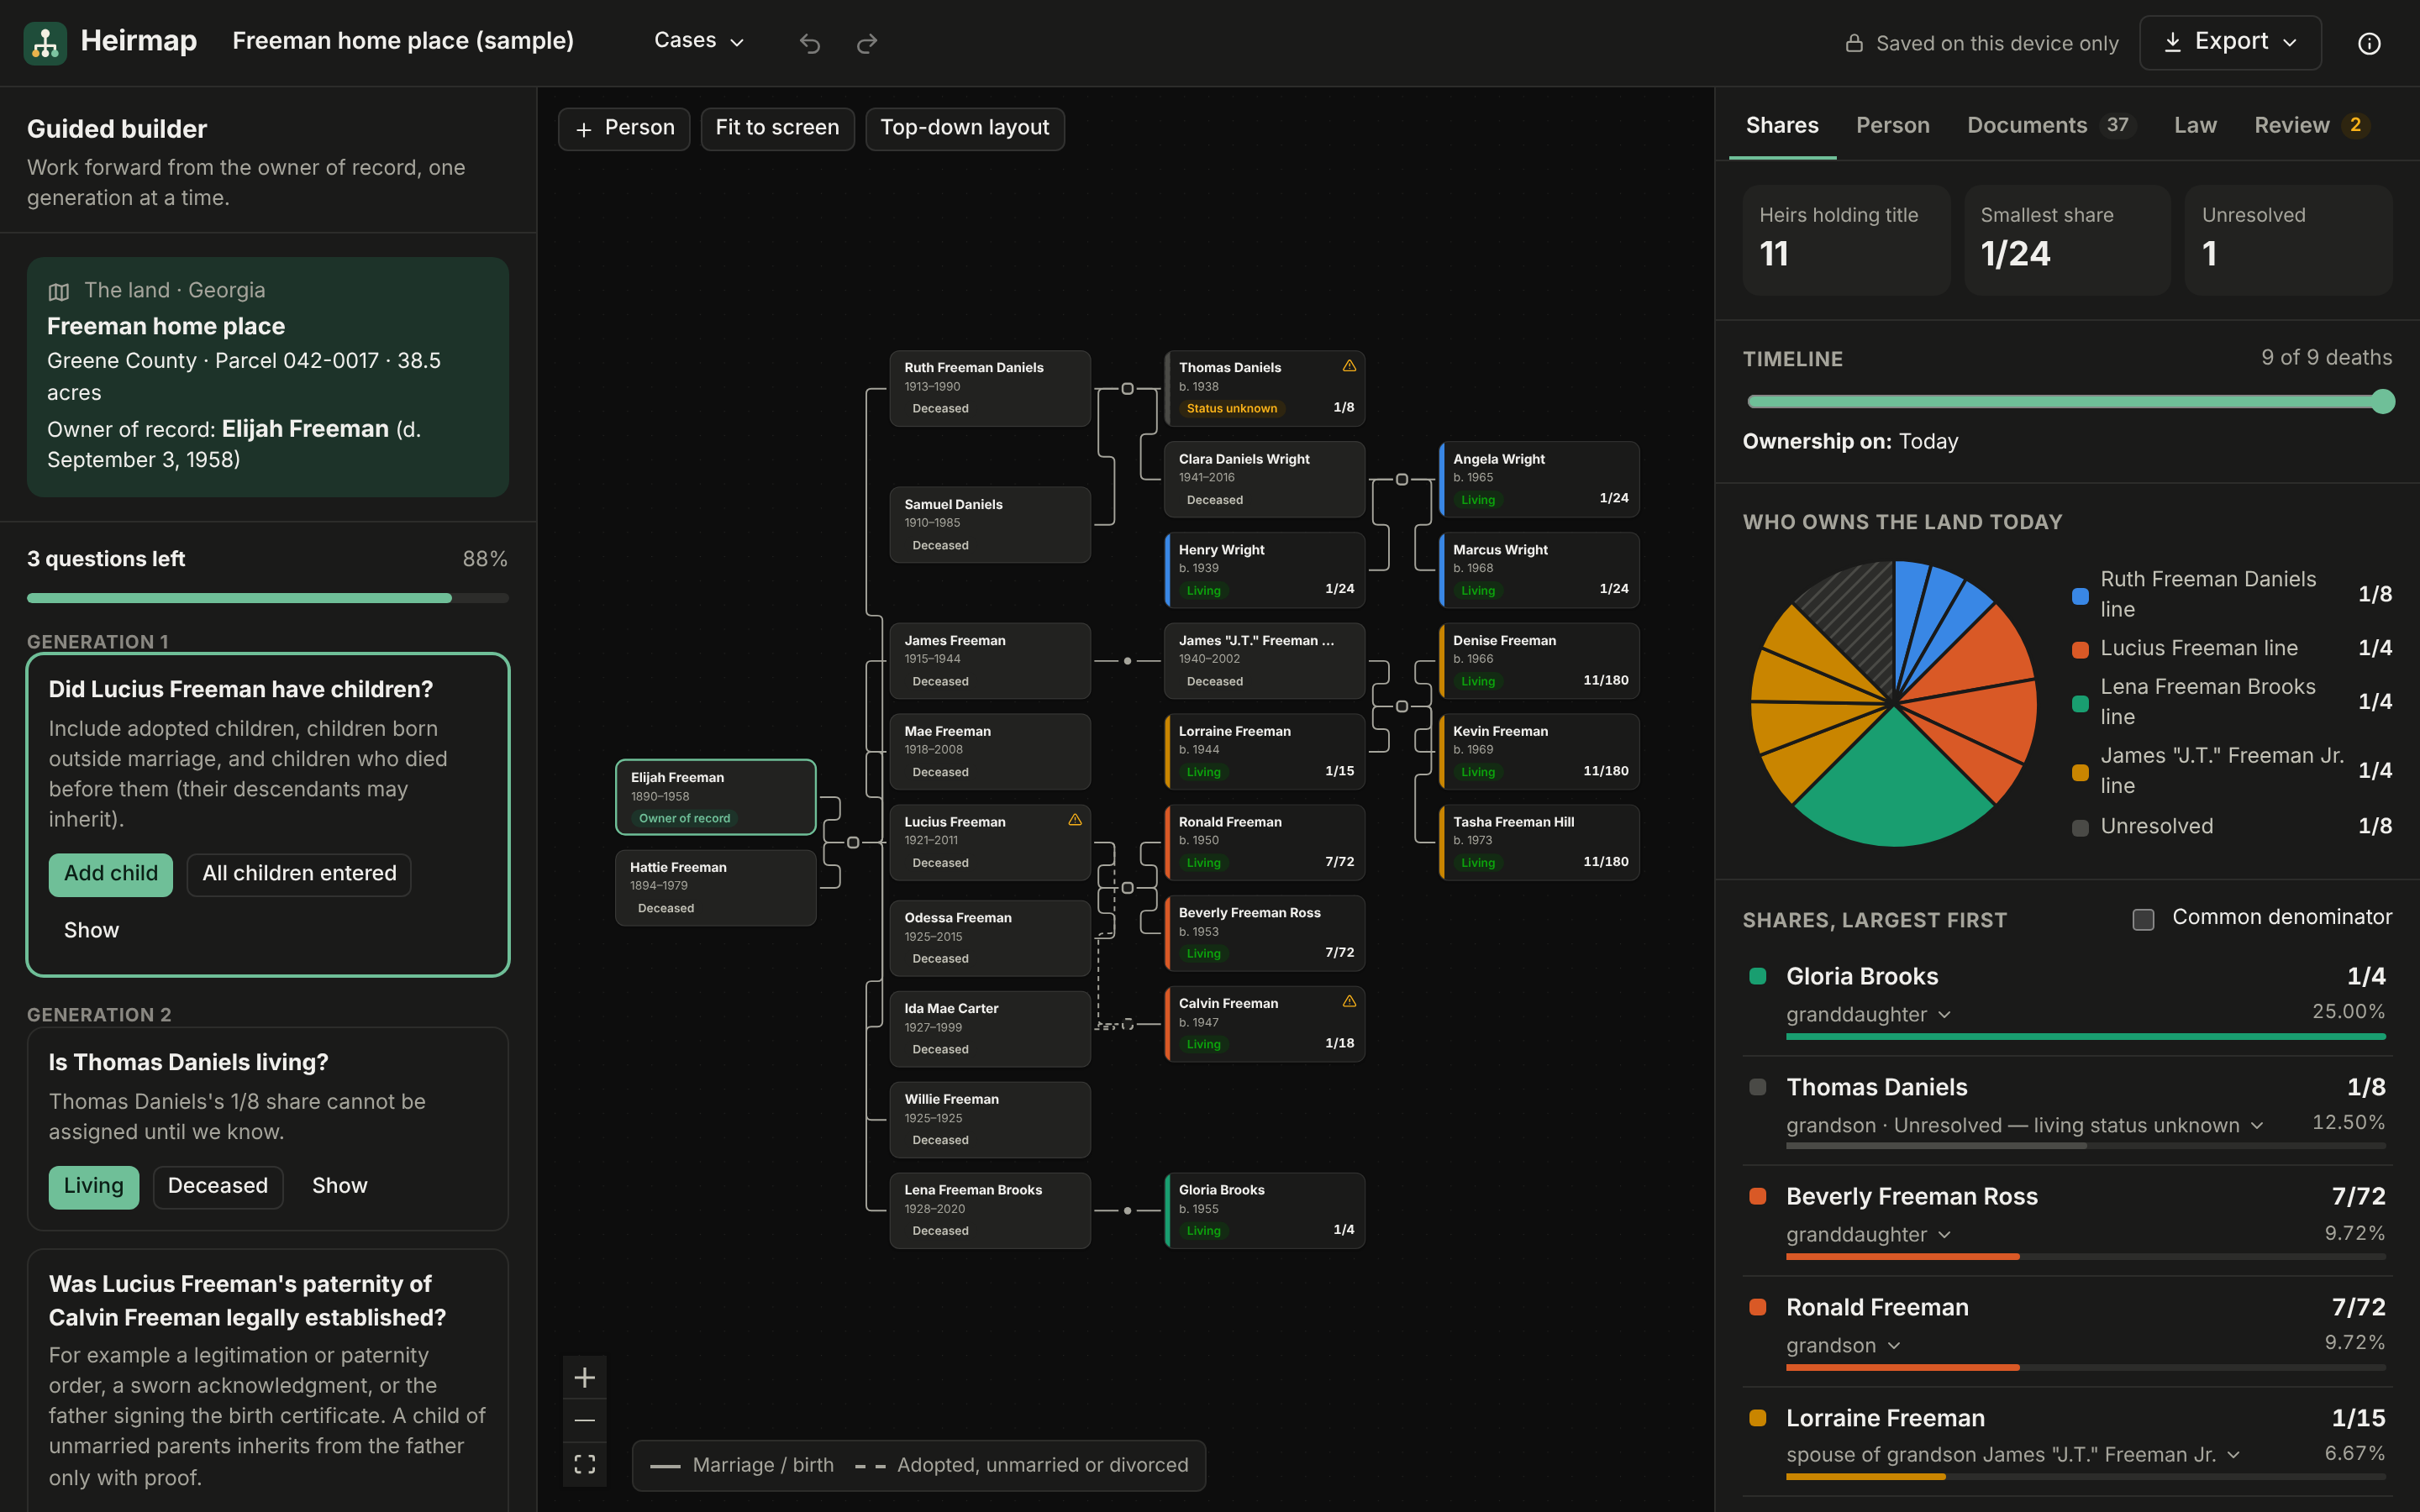 Heirmap
Freeman home place (sample)
Cases
Saved on this device only
Export
Guided builder
Work forward from the owner of record, one
generation at a time.
The land · Georgia
Freeman home place
Greene County · Parcel 042-0017 · 38.5
acres
Owner of record: Elijah Freeman (d.
September 3, 1958)
3 questions left
88%
GENERATION 1
Did Lucius Freeman have children?
Include adopted children, children born
outside marriage, and children who died
before them (their descendants may
inherit).
Add child
All children entered
Show
GENERATION 2
Is Thomas Daniels living?
Thomas Daniels's 1/8 share cannot be
assigned until we know.
Living
Deceased
Show
Was Lucius Freeman's paternity of
Calvin Freeman legally established?
For example a legitimation or paternity
order, a sworn acknowledgment, or the
father signing the birth certificate. A child of
unmarried parents inherits from the father
only with proof.
Person
Fit to screen
Top-down layout
Elijah Freeman
1890–1958
Owner of record
Hattie Freeman
1894–1979
Deceased
Ruth Freeman Daniels
1913–1990
Deceased
Samuel Daniels
1910–1985
Deceased
James Freeman
1915–1944
Deceased
Mae Freeman
1918–2008
Deceased
Lucius Freeman
1921–2011
Deceased
Odessa Freeman
1925–2015
Deceased
Ida Mae Carter
1927–1999
Deceased
Willie Freeman
1925–1925
Deceased
Lena Freeman Brooks
1928–2020
Deceased
Thomas Daniels
b. 1938
Status unknown
1/8
Clara Daniels Wright
1941–2016
Deceased
Henry Wright
b. 1939
Living
1/24
James "J.T." Freeman ...
1940–2002
Deceased
Lorraine Freeman
b. 1944
Living
1/15
Ronald Freeman
b. 1950
Living
7/72
Beverly Freeman Ross
b. 1953
Living
7/72
Calvin Freeman
b. 1947
Living
1/18
Gloria Brooks
b. 1955
Living
1/4
Angela Wright
b. 1965
Living
1/24
Marcus Wright
b. 1968
Living
1/24
Denise Freeman
b. 1966
Living
11/180
Kevin Freeman
b. 1969
Living
11/180
Tasha Freeman Hill
b. 1973
Living
11/180
Marriage / birth
Adopted, unmarried or divorced
Shares
Person
Documents 37
Law
Review 2
Heirs holding title
11
Smallest share
1/24
Unresolved
1
TIMELINE
9 of 9 deaths
Ownership on: Today
WHO OWNS THE LAND TODAY
Ruth Freeman Daniels
line
1/8
Lucius Freeman line
1/4
Lena Freeman Brooks
line
1/4
James "J.T." Freeman Jr.
line
1/4
Unresolved
1/8
SHARES, LARGEST FIRST
Common denominator
Gloria Brooks
1/4
granddaughter
25.00%
Thomas Daniels
1/8
grandson · Unresolved — living status unknown
12.50%
Beverly Freeman Ross
7/72
granddaughter
9.72%
Ronald Freeman
7/72
grandson
9.72%
Lorraine Freeman
1/15
spouse of grandson James "J.T." Freeman Jr.
6.67%